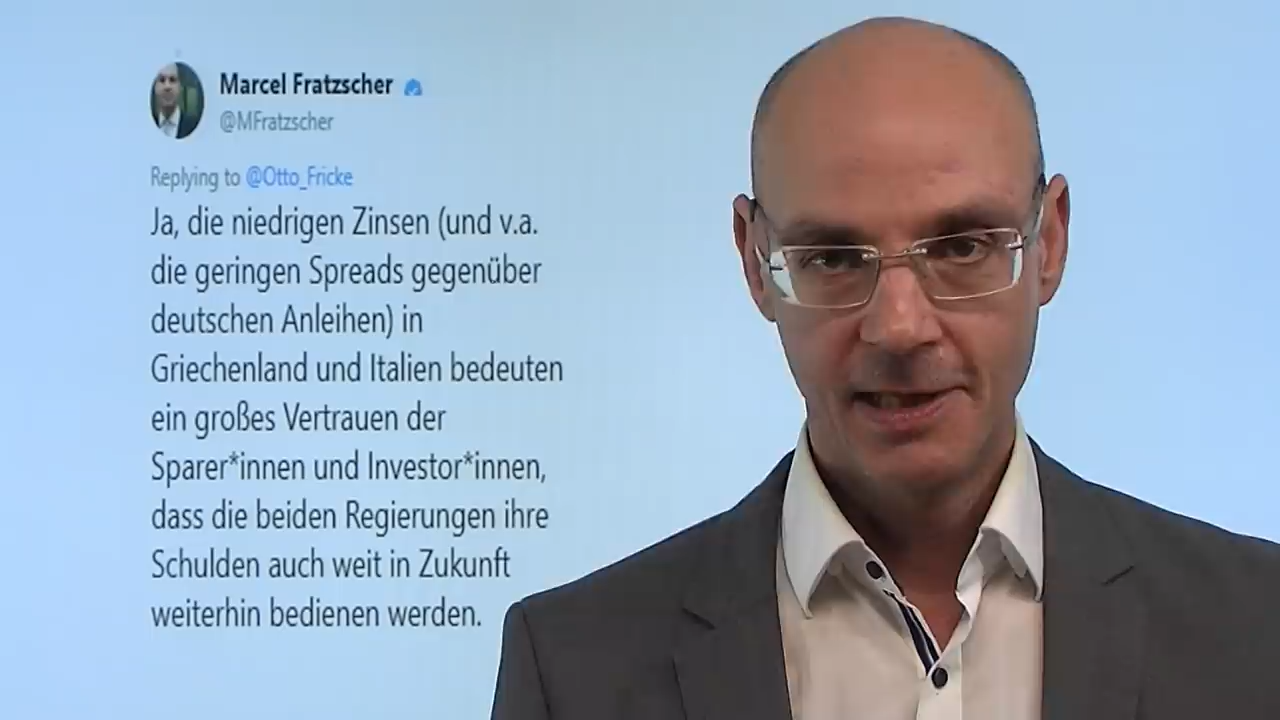 Marcel Fratzscher
@MFratzscher
Replying to @Otto_Fricke
Ja, die niedrigen Zinsen (und v.a.
die geringen Spreads gegenüber
deutschen Anleihen) in
Griechenland und Italien bedeuten
ein großes Vertrauen der
Sparer*innen und Investor*innen,
dass die beiden Regierungen ihre
Schulden auch weit in Zukunft
weiterhin bedienen werden.